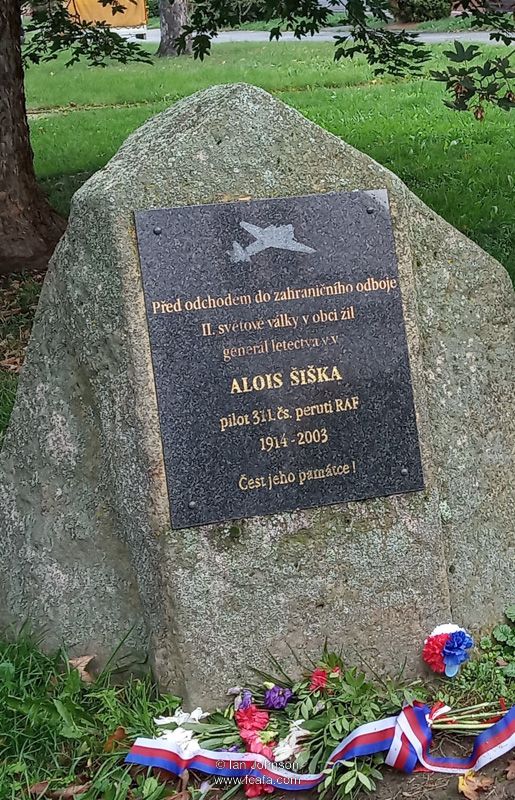 Před odchodem do zahraničního odboje
II. světové války v obci žil
generál letectva v.v.
ALOIS ŠIŠKA
pilot 311. čs. peruti RAF
1914 - 2003
Čest jeho památce !
© Ian Johnson
www.fcafa.com